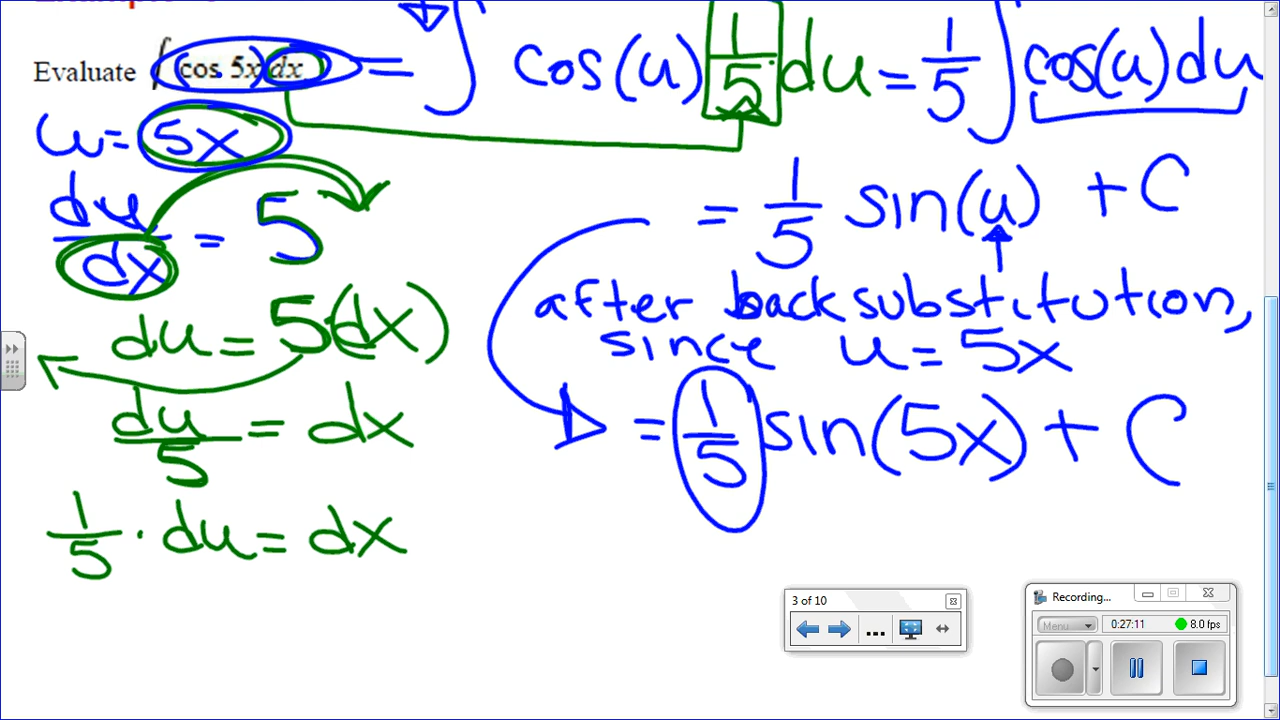 Evaluate ∫ cos 5x dx = ∫ cos(u) 1/5 du = 1/5 ∫ cos(u) du
u = 5x
du/dx = 5
du = 5(dx)
du/5 = dx
1/5 · du = dx
= 1/5 sin(u) + C
after back substitution,
since u = 5x
= 1/5 sin(5x) + C
3 of 10
...
Recording...
Menu 0:27:11 8.0 fps